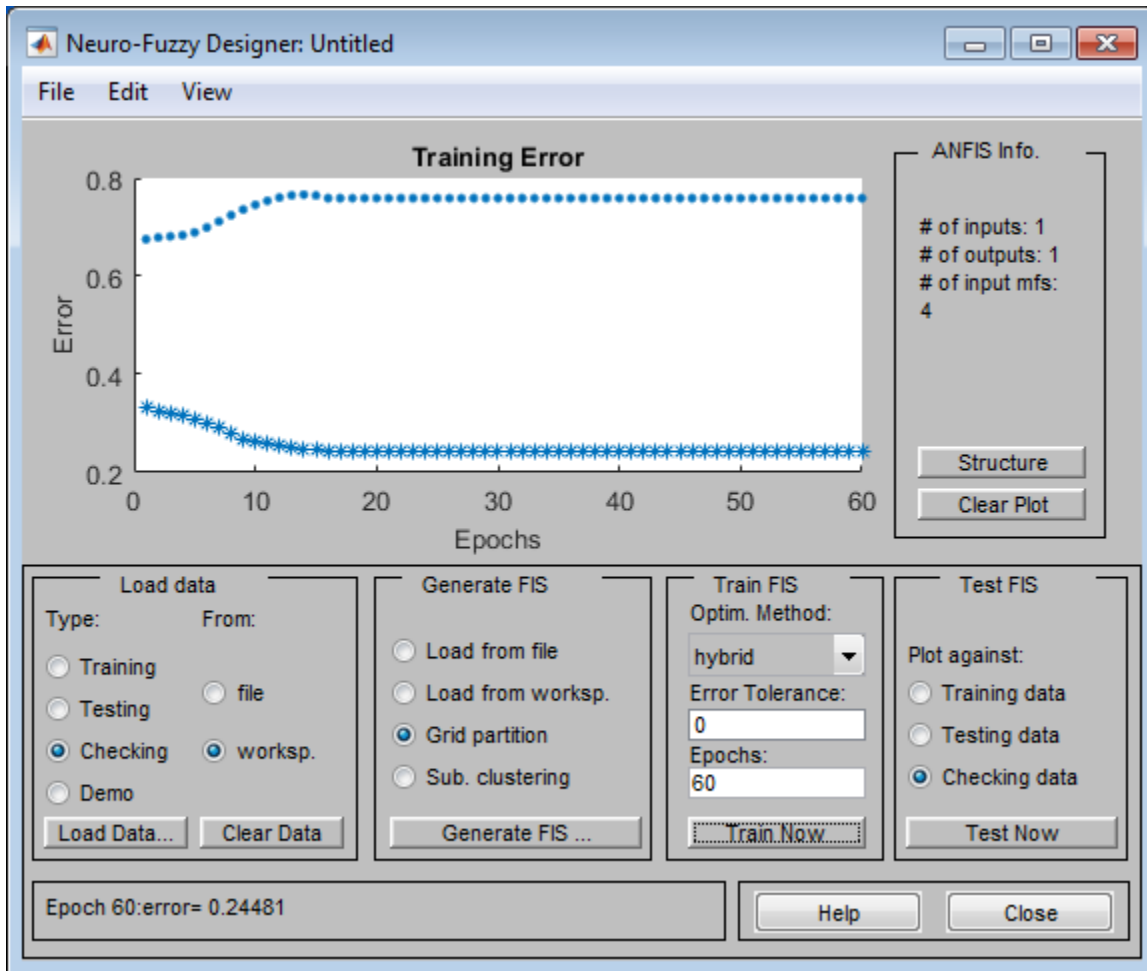 Neuro-Fuzzy Designer: Untitled
File Edit View
Training Error
0.8
0.6
0.4
0.2
Error
0 10 20 30 40 50 60
Epochs
ANFIS Info.
# of inputs: 1
# of outputs: 1
# of input mfs:
4
Structure
Clear Plot
Load data
Type: From:
Training
file
Testing
Checking
worksp.
Demo
Load Data... Clear Data
Generate FIS
Load from file
Load from worksp.
Grid partition
Sub. clustering
Generate FIS ...
Train FIS
Optim. Method:
hybrid
Error Tolerance:
0
Epochs:
60
Train Now
Test FIS
Plot against:
Training data
Testing data
Checking data
Test Now
Epoch 60:error= 0.24481
Help Close